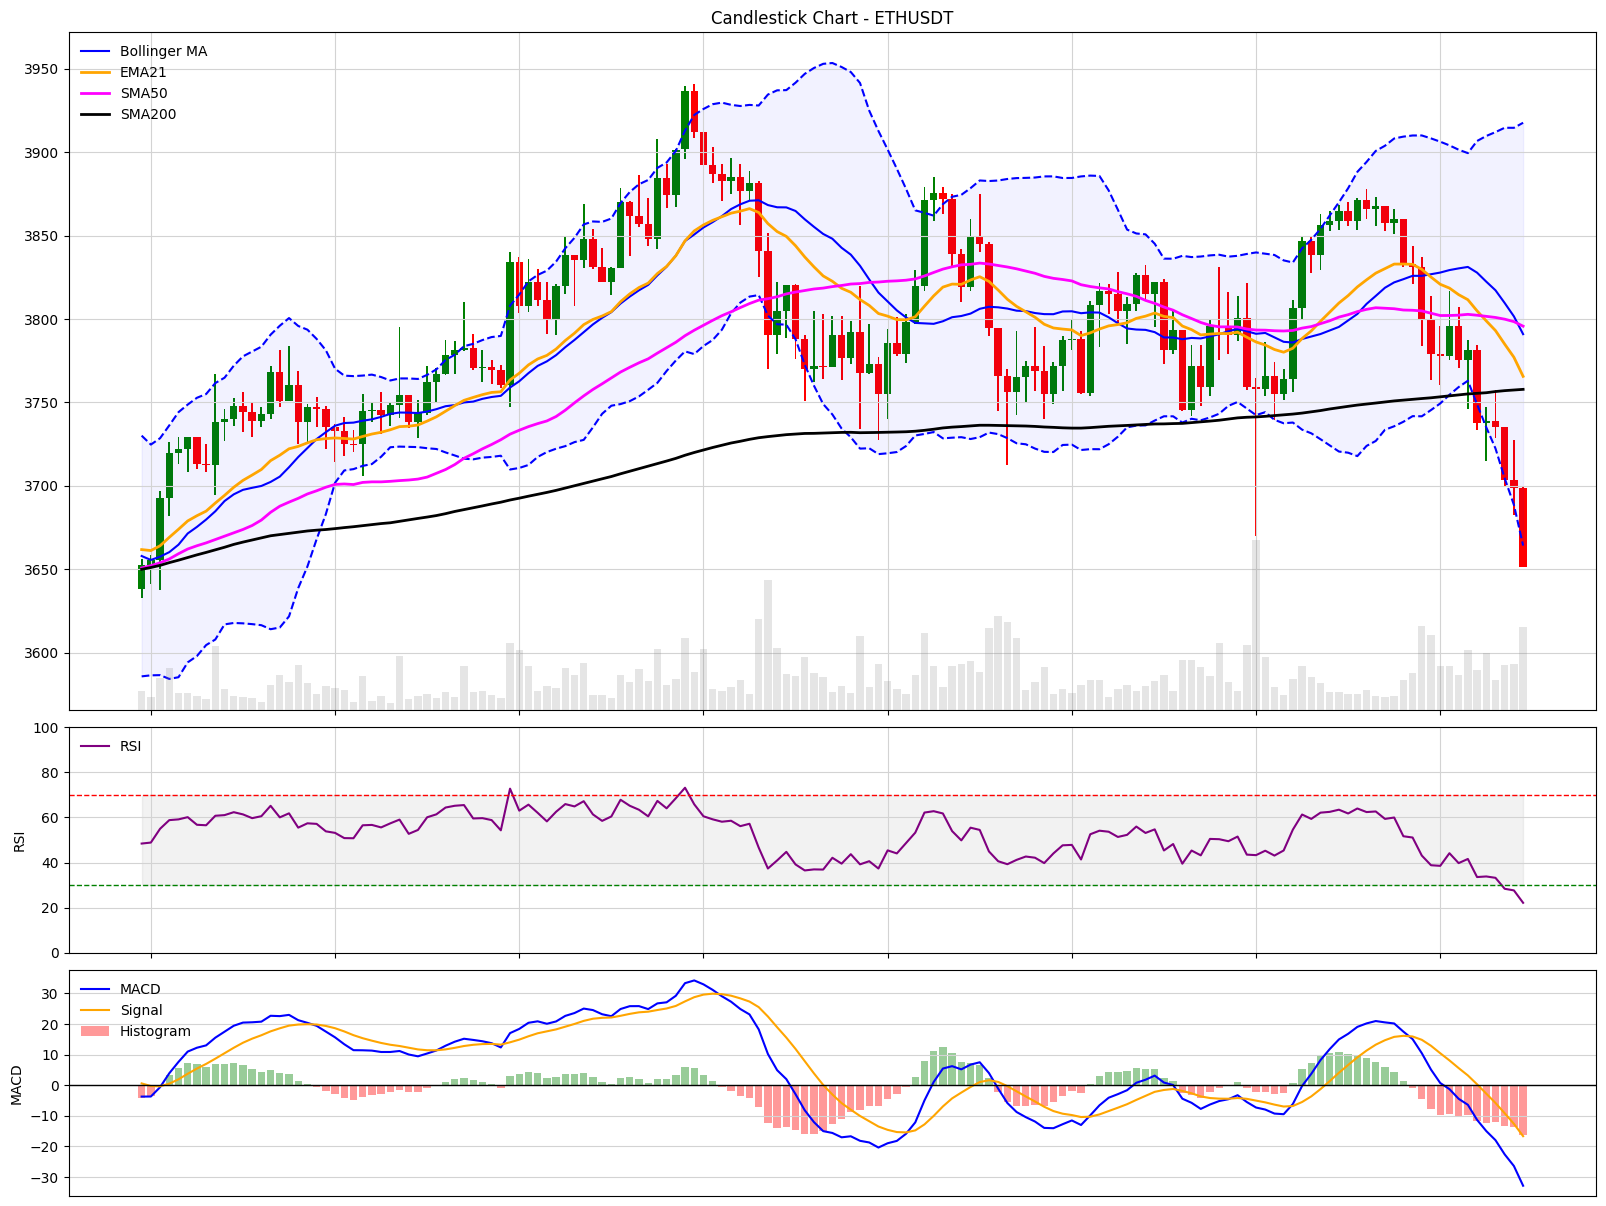 Candlestick Chart - ETHUSDT
Bollinger MA
EMA21
SMA50
SMA200
3950
3900
3850
3800
3750
3700
3650
3600
RSI
100
80
60
40
20
0
RSI
MACD
Signal
Histogram
30
20
10
0
−10
−20
−30
MACD